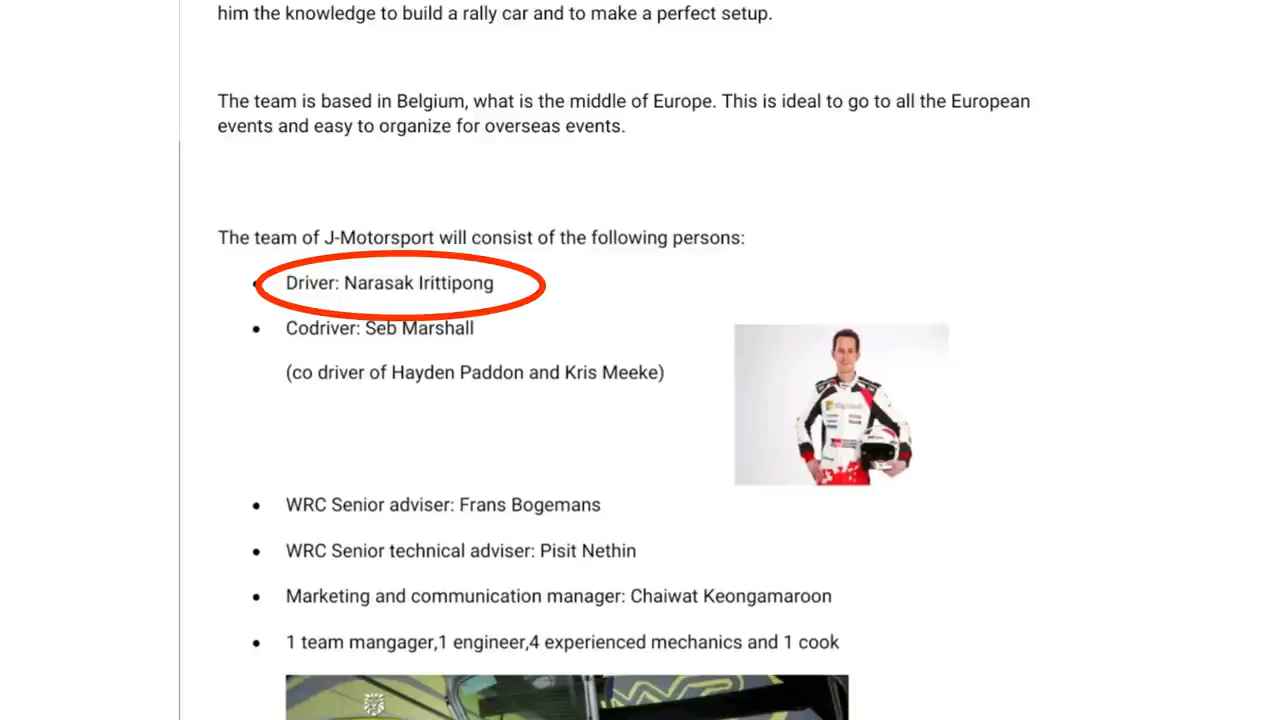 him the knowledge to build a rally car and to make a perfect setup.
The team is based in Belgium, what is the middle of Europe. This is ideal to go to all the European
events and easy to organize for overseas events.
The team of J-Motorsport will consist of the following persons:
• Driver: Narasak Irittipong
• Codriver: Seb Marshall
(co driver of Hayden Paddon and Kris Meeke)
• WRC Senior adviser: Frans Bogemans
• WRC Senior technical adviser: Pisit Nethin
• Marketing and communication manager: Chaiwat Keongamaroon
• 1 team mangager,1 engineer,4 experienced mechanics and 1 cook